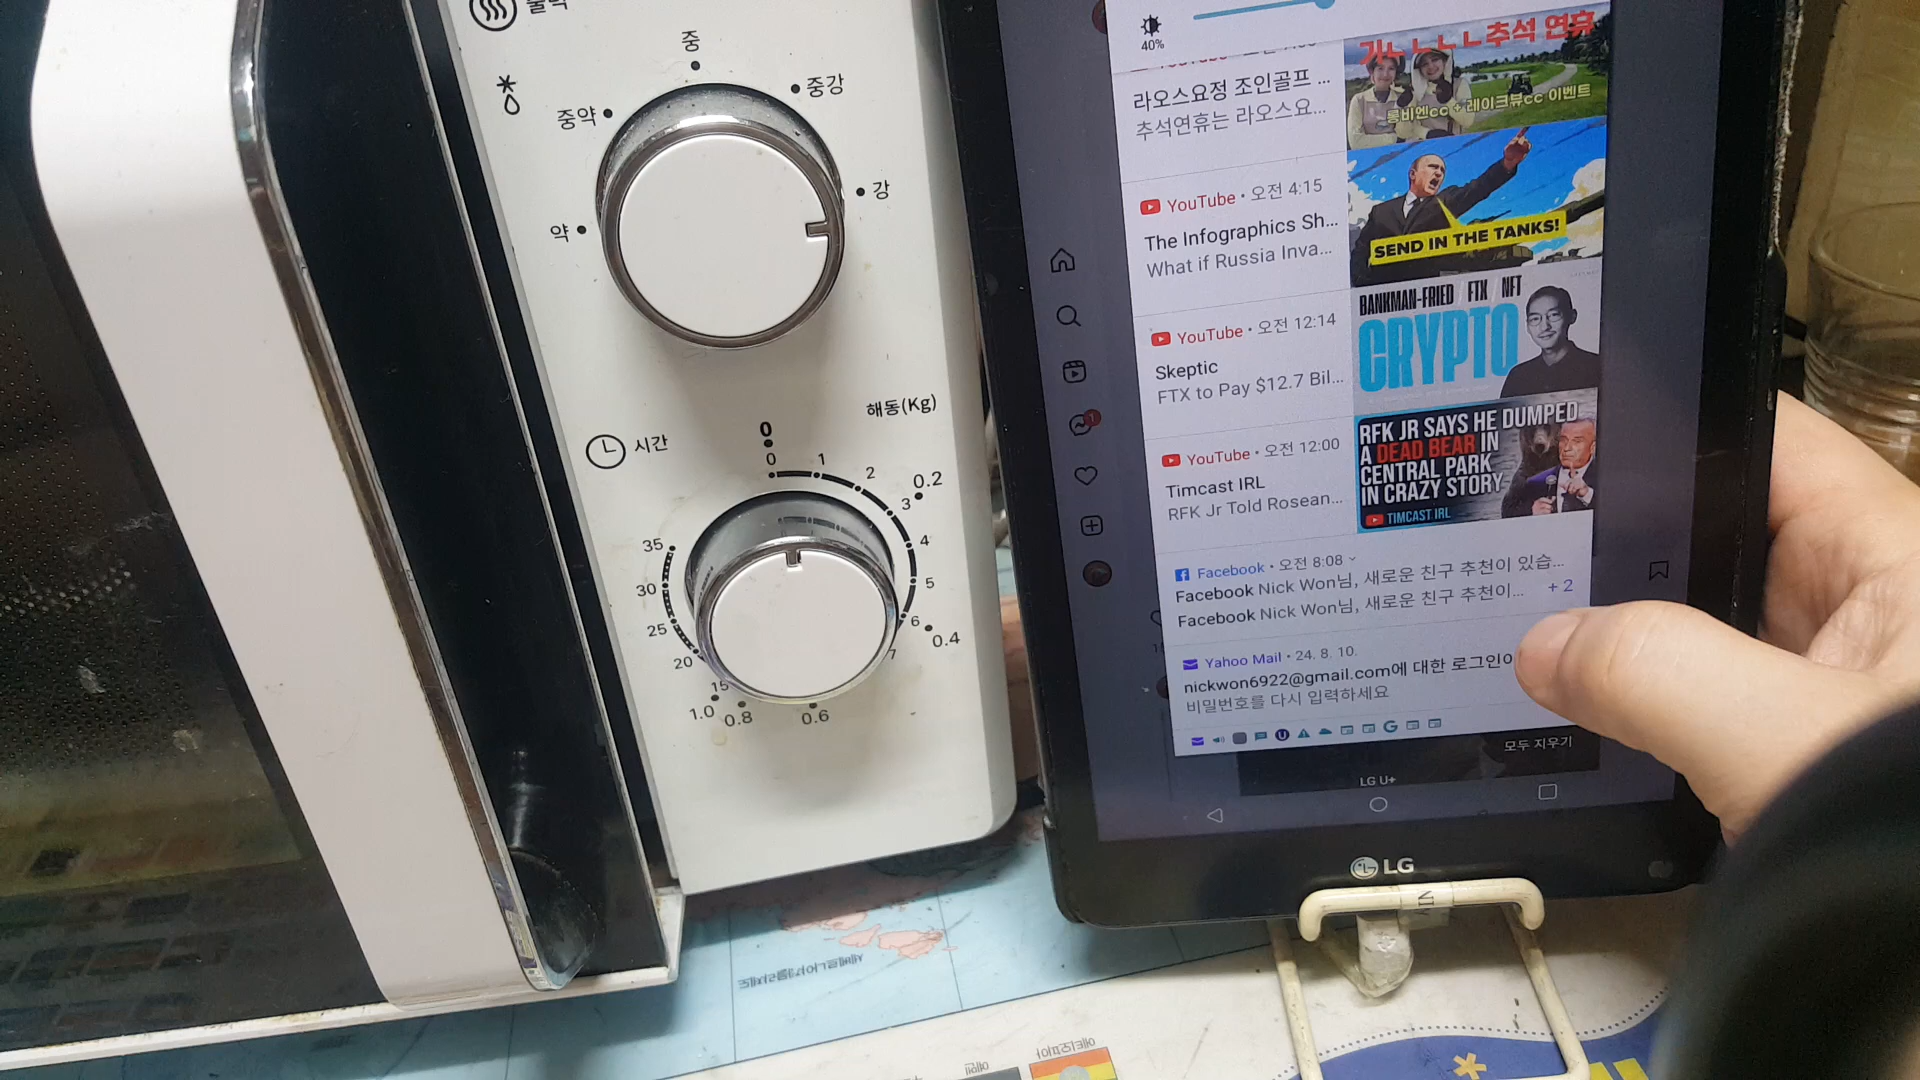 출력
중
중강
중약
강
약
해동(Kg)
시간
0
0
1
2
0.2
3
4
5
6
0.4
7
35
30
25
20
15
1.0
0.8
0.6
40%
라오스요정 조인골프 ...
추석연휴는 라오스요...
추석 연휴
롱비엔cc + 레이크뷰cc 이벤트
YouTube • 오전 4:15
The Infographics Sh...
What if Russia Inva...
SEND IN THE TANKS!
YouTube • 오전 12:14
Skeptic
FTX to Pay $12.7 Bil...
BANKMAN-FRIED / FTX / NFT
CRYPTO
YouTube • 오전 12:00
Timcast IRL
RFK Jr Told Rosean...
RFK JR SAYS HE DUMPED
A DEAD BEAR IN
CENTRAL PARK
IN CRAZY STORY
TIMCAST IRL
Facebook • 오전 8:08
Facebook Nick Won님, 새로운 친구 추천이 있습...
Facebook Nick Won님, 새로운 친구 추천이...
+ 2
Yahoo Mail • 24. 8. 10.
nickwon6922@gmail.com에 대한 로그인이
비밀번호를 다시 입력하세요
모두 지우기
LG U+
LG
에티오피아
예멘